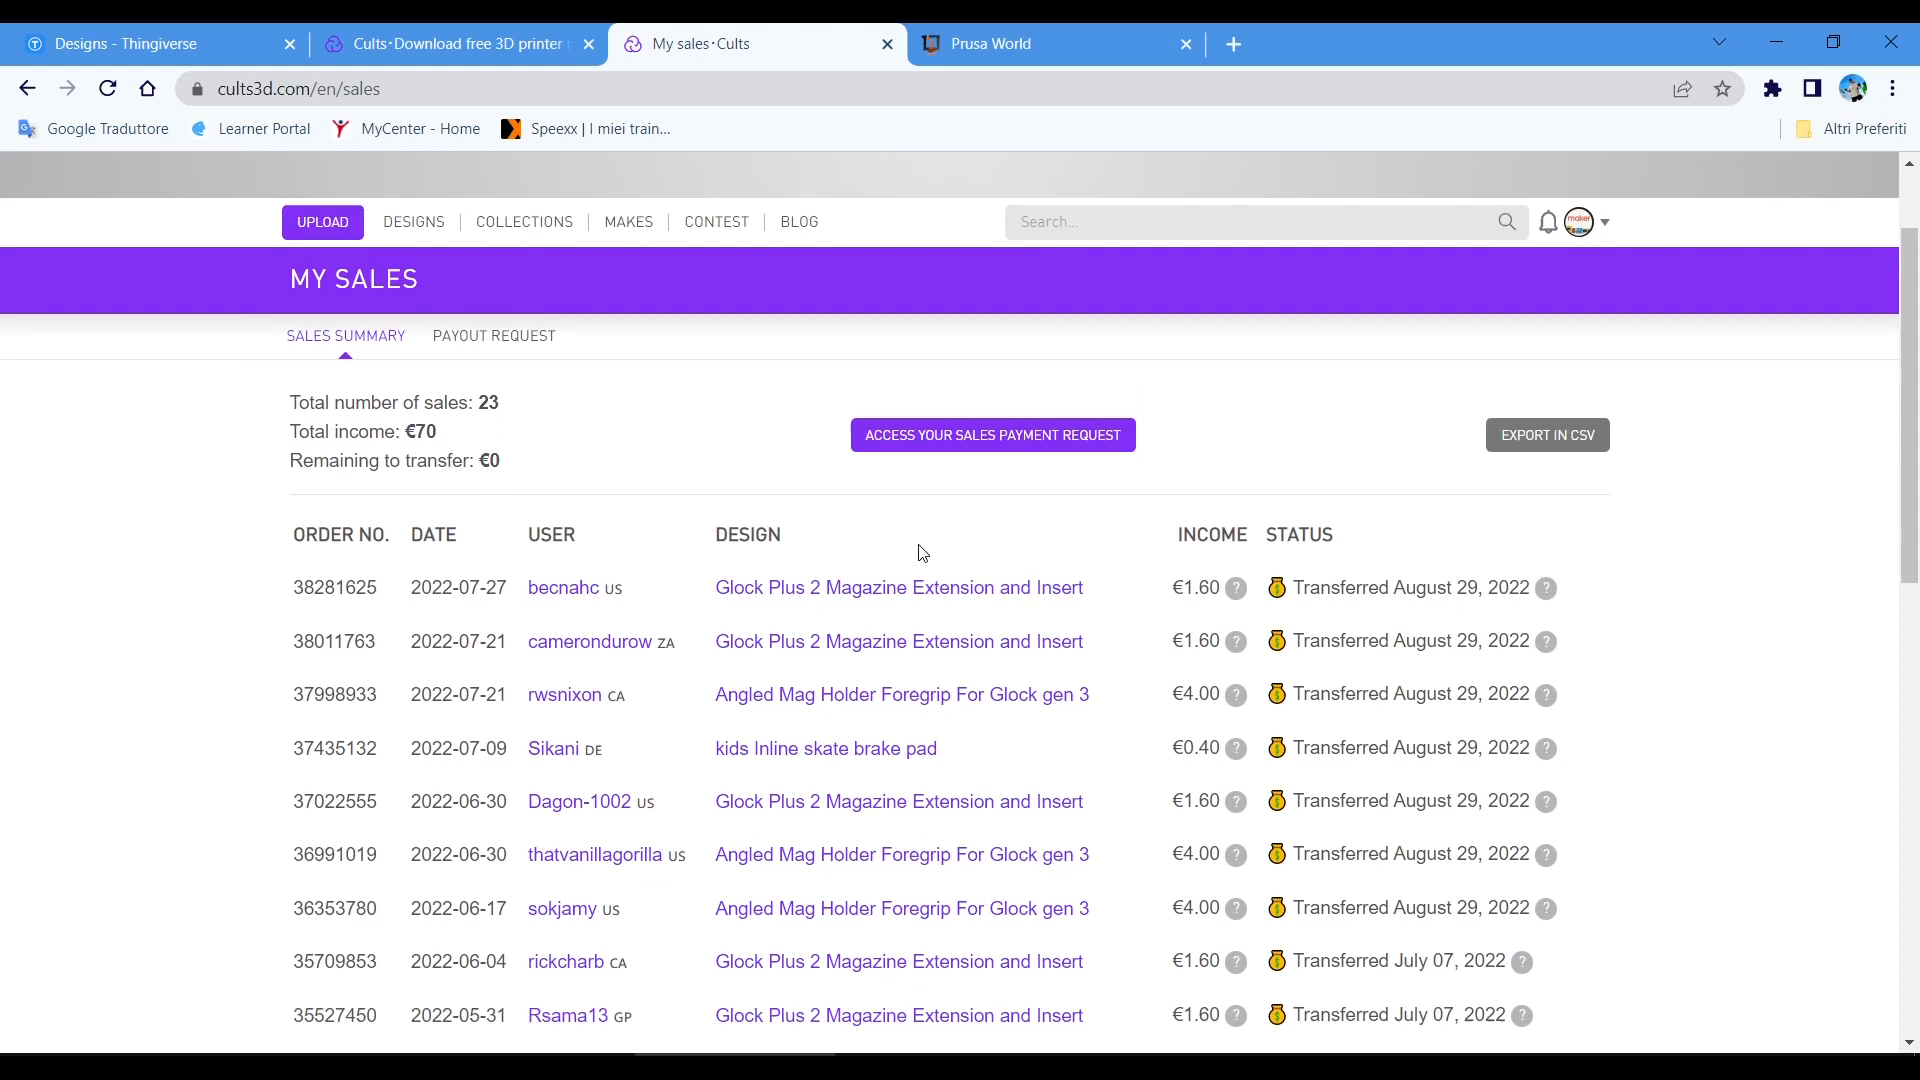 Designs - Thingiverse
Cults・Download free 3D printer
My sales・Cults
Prusa World
cults3d.com/en/sales
Google Traduttore
Learner Portal
MyCenter - Home
Speexx | I miei train...
Altri Preferiti
UPLOAD DESIGNS COLLECTIONS MAKES CONTEST BLOG Search...
maker
MY SALES
SALES SUMMARY PAYOUT REQUEST
Total number of sales: 23
Total income: €70
Remaining to transfer: €0
ACCESS YOUR SALES PAYMENT REQUEST
EXPORT IN CSV
ORDER NO. DATE USER DESIGN INCOME STATUS
38281625 2022-07-27 becnahc US Glock Plus 2 Magazine Extension and Insert €1.60 ? Transferred August 29, 2022 ?
38011763 2022-07-21 camerondurow ZA Glock Plus 2 Magazine Extension and Insert €1.60 ? Transferred August 29, 2022 ?
37998933 2022-07-21 rwsnixon CA Angled Mag Holder Foregrip For Glock gen 3 €4.00 ? Transferred August 29, 2022 ?
37435132 2022-07-09 Sikani DE kids Inline skate brake pad €0.40 ? Transferred August 29, 2022 ?
37022555 2022-06-30 Dagon-1002 US Glock Plus 2 Magazine Extension and Insert €1.60 ? Transferred August 29, 2022 ?
36991019 2022-06-30 thatvanillagorilla US Angled Mag Holder Foregrip For Glock gen 3 €4.00 ? Transferred August 29, 2022 ?
36353780 2022-06-17 sokjamy US Angled Mag Holder Foregrip For Glock gen 3 €4.00 ? Transferred August 29, 2022 ?
35709853 2022-06-04 rickcharb CA Glock Plus 2 Magazine Extension and Insert €1.60 ? Transferred July 07, 2022 ?
35527450 2022-05-31 Rsama13 GP Glock Plus 2 Magazine Extension and Insert €1.60 ? Transferred July 07, 2022 ?